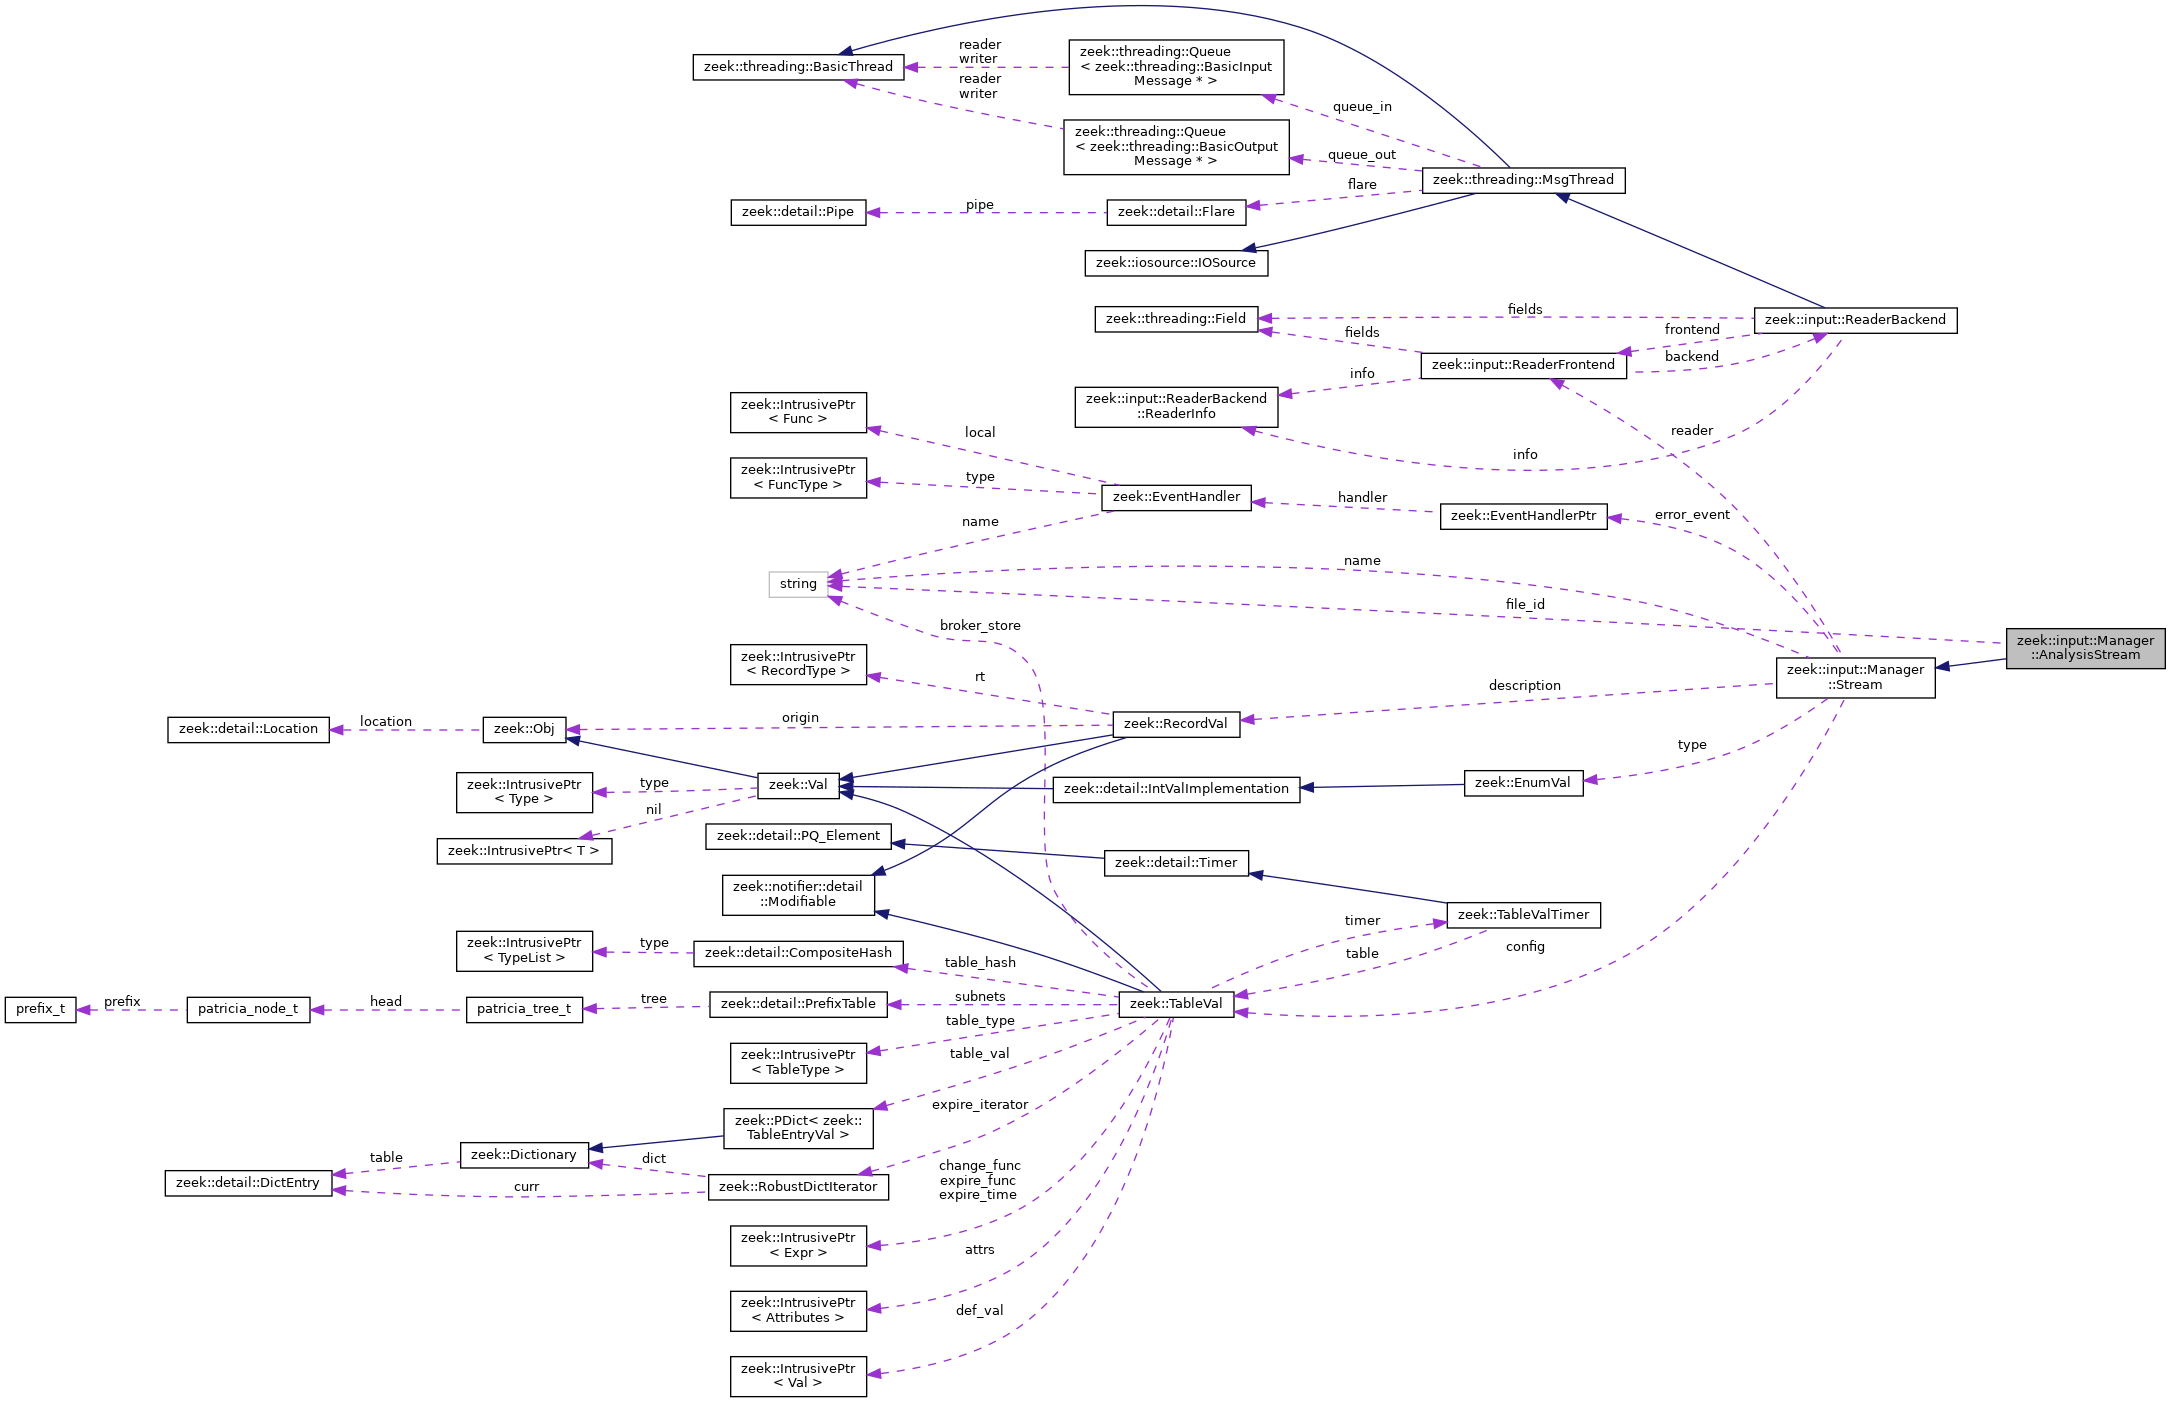 reader
writer
zeek::threading::Queue
< zeek::threading::BasicInput
Message * >
zeek::threading::BasicThread
reader
writer
queue_in
zeek::threading::Queue
< zeek::threading::BasicOutput
Message * >
queue_out
zeek::threading::MsgThread
flare
zeek::detail::Pipe
pipe
zeek::detail::Flare
zeek::iosource::IOSource
zeek::threading::Field
fields
zeek::input::ReaderBackend
fields
frontend
backend
zeek::input::ReaderFrontend
info
zeek::input::ReaderBackend
::ReaderInfo
zeek::IntrusivePtr
< Func >
local
reader
info
zeek::IntrusivePtr
< FuncType >
type
zeek::EventHandler
handler
zeek::EventHandlerPtr
error_event
name
name
string
file_id
broker_store
zeek::input::Manager
::AnalysisStream
zeek::IntrusivePtr
< RecordType >
rt
description
zeek::input::Manager
::Stream
zeek::detail::Location
location
zeek::Obj
origin
zeek::RecordVal
type
zeek::IntrusivePtr
< Type >
type
nil
zeek::Val
zeek::detail::IntValImplementation
zeek::EnumVal
zeek::IntrusivePtr< T >
zeek::detail::PQ_Element
zeek::detail::Timer
zeek::notifier::detail
::Modifiable
zeek::TableValTimer
timer
table
config
zeek::IntrusivePtr
< TypeList >
type
zeek::detail::CompositeHash
table_hash
prefix_t
prefix
patricia_node_t
head
patricia_tree_t
tree
zeek::detail::PrefixTable
subnets
zeek::TableVal
table_type
zeek::IntrusivePtr
< TableType >
table_val
expire_iterator
zeek::PDict< zeek::
TableEntryVal >
zeek::Dictionary
table
dict
zeek::detail::DictEntry
curr
zeek::RobustDictIterator
change_func
expire_func
expire_time
zeek::IntrusivePtr
< Expr >
attrs
zeek::IntrusivePtr
< Attributes >
def_val
zeek::IntrusivePtr
< Val >